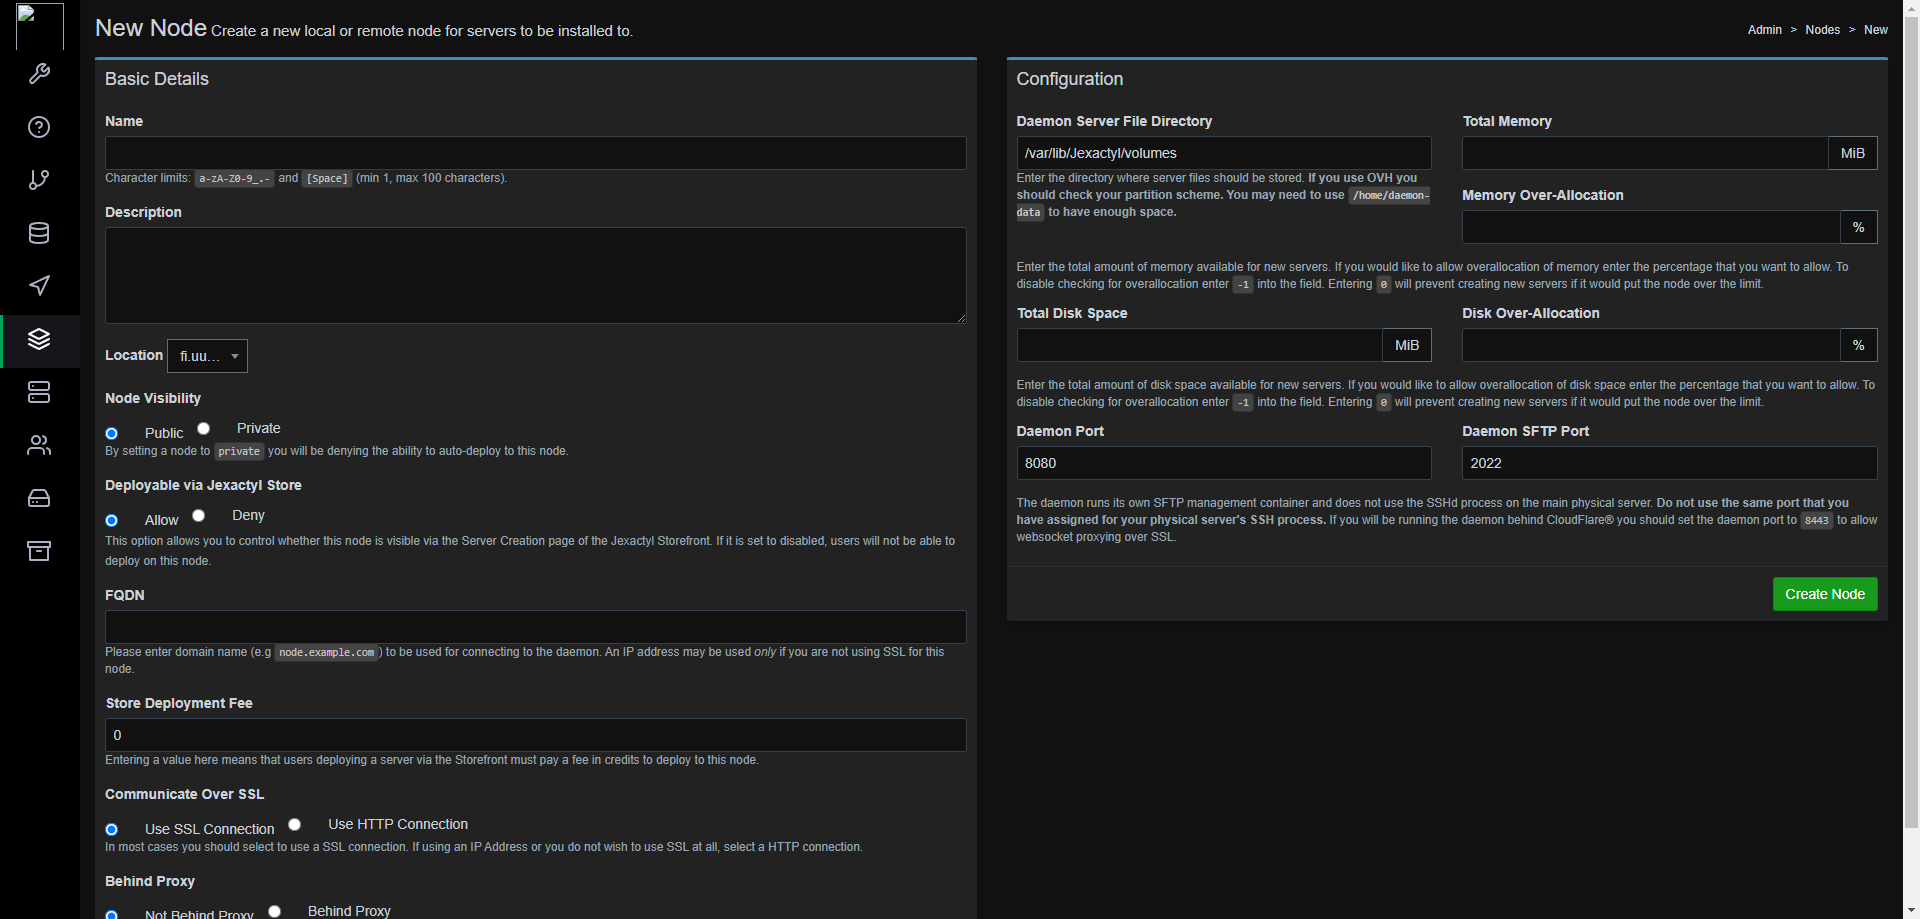 New Node Create a new local or remote node for servers to be installed to.
Admin > Nodes > New
Basic Details
Name
Character limits: a-zA-Z0-9_.- and [Space] (min 1, max 100 characters).
Description
Location fi.uu...
Node Visibility
Public Private
By setting a node to private you will be denying the ability to auto-deploy to this node.
Deployable via Jexactyl Store
Allow Deny
This option allows you to control whether this node is visible via the Server Creation page of the Jexactyl Storefront. If it is set to disabled, users will not be able to
deploy on this node.
FQDN
Please enter domain name (e.g node.example.com) to be used for connecting to the daemon. An IP address may be used only if you are not using SSL for this
node.
Store Deployment Fee
0
Entering a value here means that users deploying a server via the Storefront must pay a fee in credits to deploy to this node.
Communicate Over SSL
Use SSL Connection Use HTTP Connection
In most cases you should select to use a SSL connection. If using an IP Address or you do not wish to use SSL at all, select a HTTP connection.
Behind Proxy
Not Behind Proxy Behind Proxy
Configuration
Daemon Server File Directory
/var/lib/Jexactyl/volumes
Enter the directory where server files should be stored. If you use OVH you
should check your partition scheme. You may need to use /home/daemon-
data to have enough space.
Total Memory
MiB
Memory Over-Allocation
%
Enter the total amount of memory available for new servers. If you would like to allow overallocation of memory enter the percentage that you want to allow. To
disable checking for overallocation enter -1 into the field. Entering 0 will prevent creating new servers if it would put the node over the limit.
Total Disk Space
MiB
Disk Over-Allocation
%
Enter the total amount of disk space available for new servers. If you would like to allow overallocation of disk space enter the percentage that you want to allow. To
disable checking for overallocation enter -1 into the field. Entering 0 will prevent creating new servers if it would put the node over the limit.
Daemon Port
8080
Daemon SFTP Port
2022
The daemon runs its own SFTP management container and does not use the SSHd process on the main physical server. Do not use the same port that you
have assigned for your physical server's SSH process. If you will be running the daemon behind CloudFlare® you should set the daemon port to 8443 to allow
websocket proxying over SSL.
Create Node